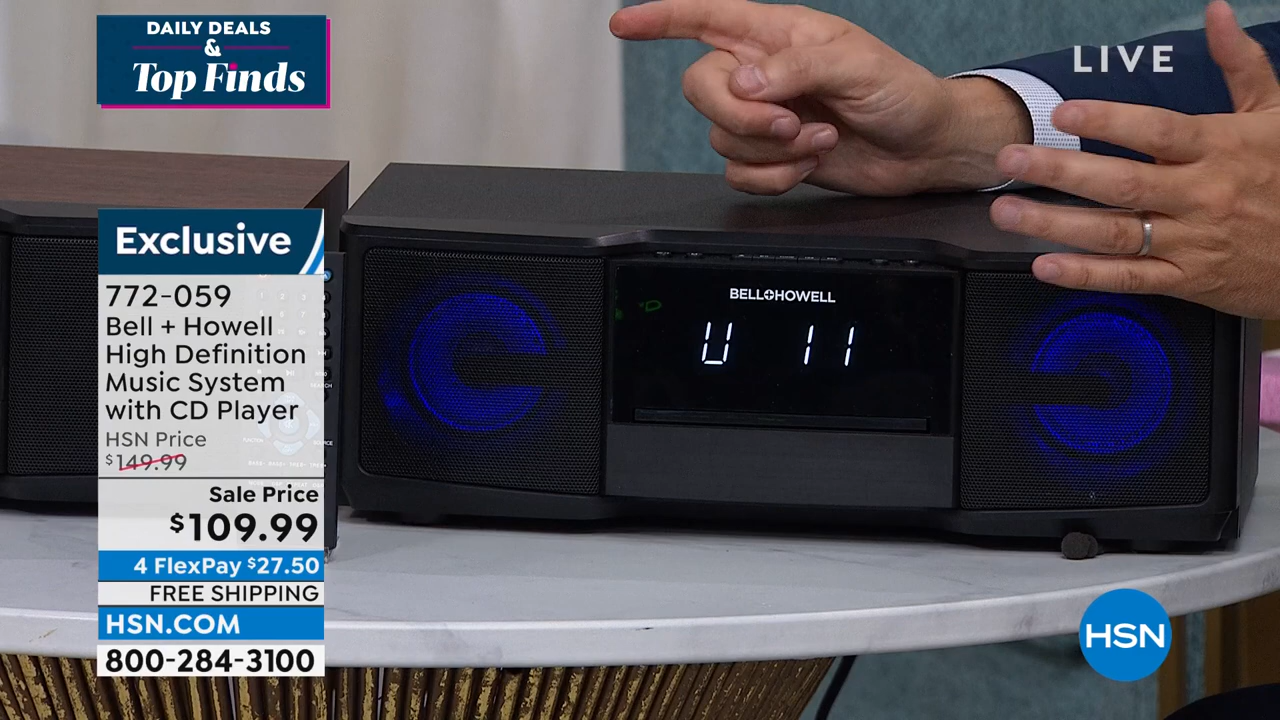 DAILY DEALS
&
Top Finds
LIVE
Exclusive
772-059
Bell + Howell
High Definition
Music System
with CD Player
HSN Price
$149.99
Sale Price
$109.99
4 FlexPay $27.50
FREE SHIPPING
HSN.COM
800-284-3100
BELL+HOWELL
U 11
SEARCH
SOURCE
HSN